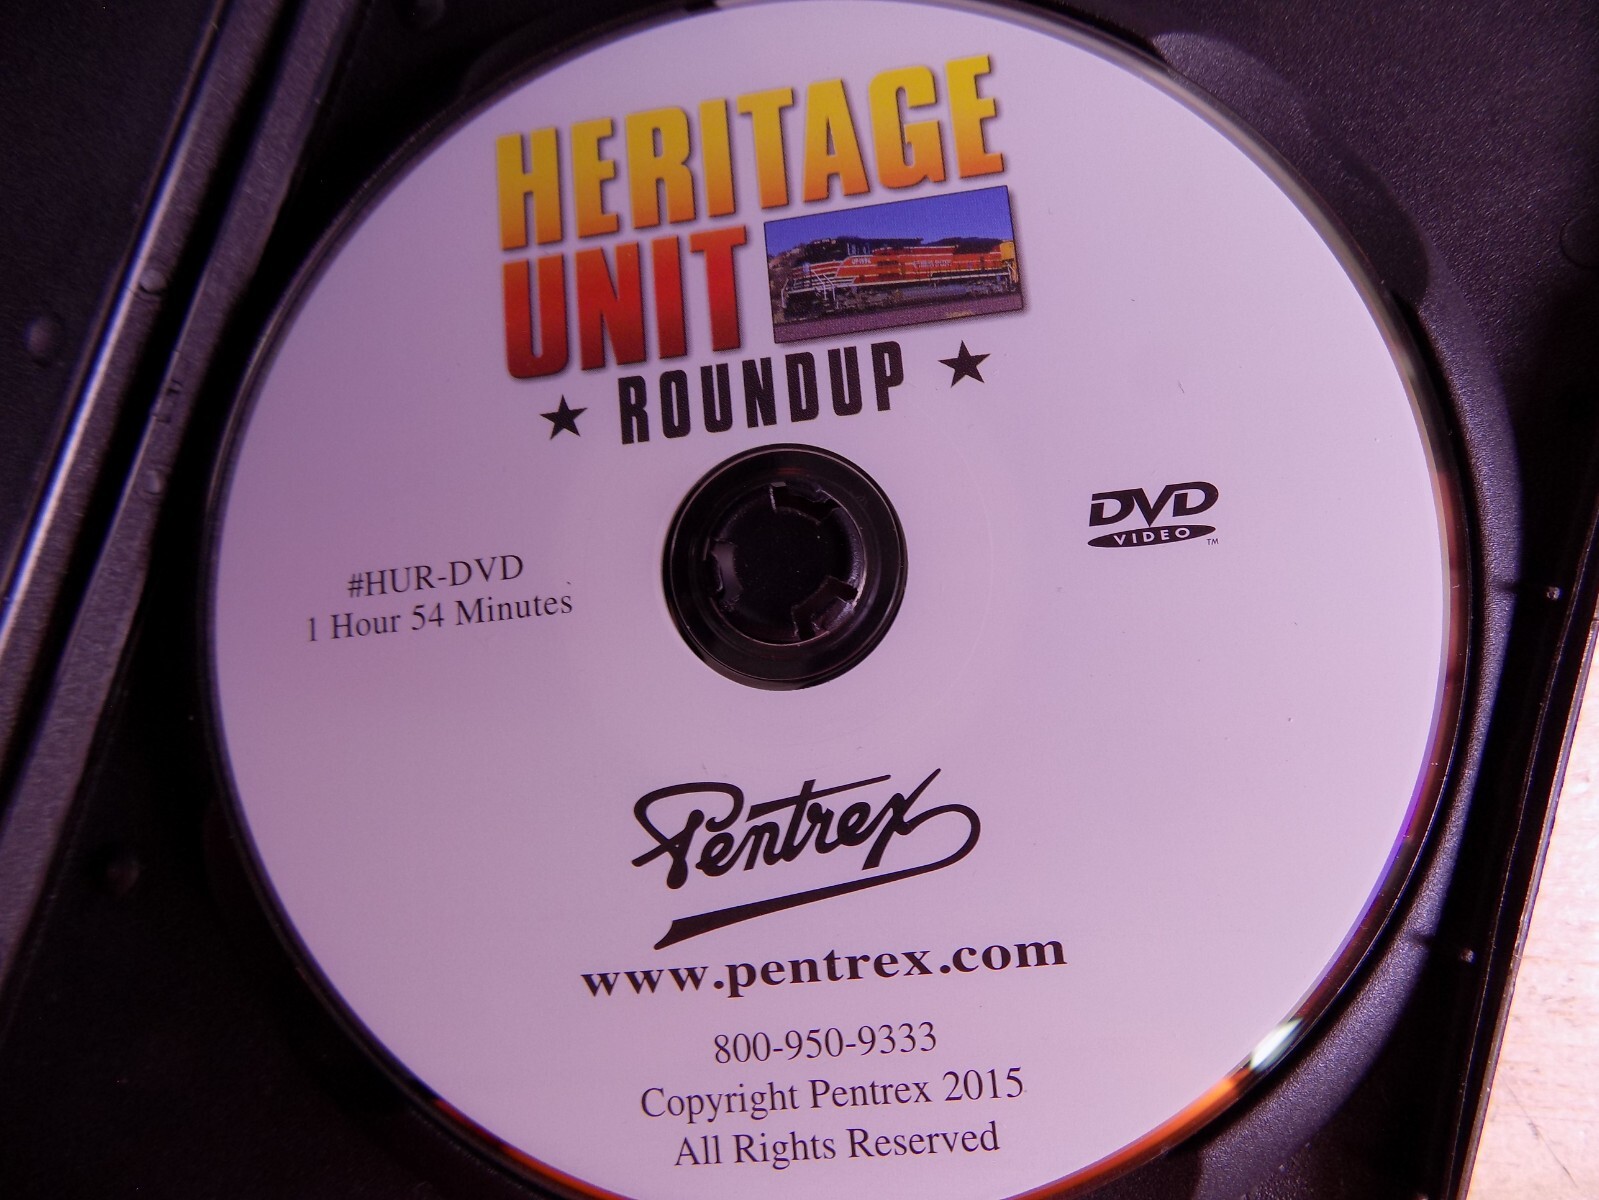 HERITAGE
UNIT
★ ROUNDUP ★
DVD
VIDEO
TM
#HUR-DVD
1 Hour 54 Minutes
Pentrex
www.pentrex.com
800-950-9333
Copyright Pentrex 2015
All Rights Reserved